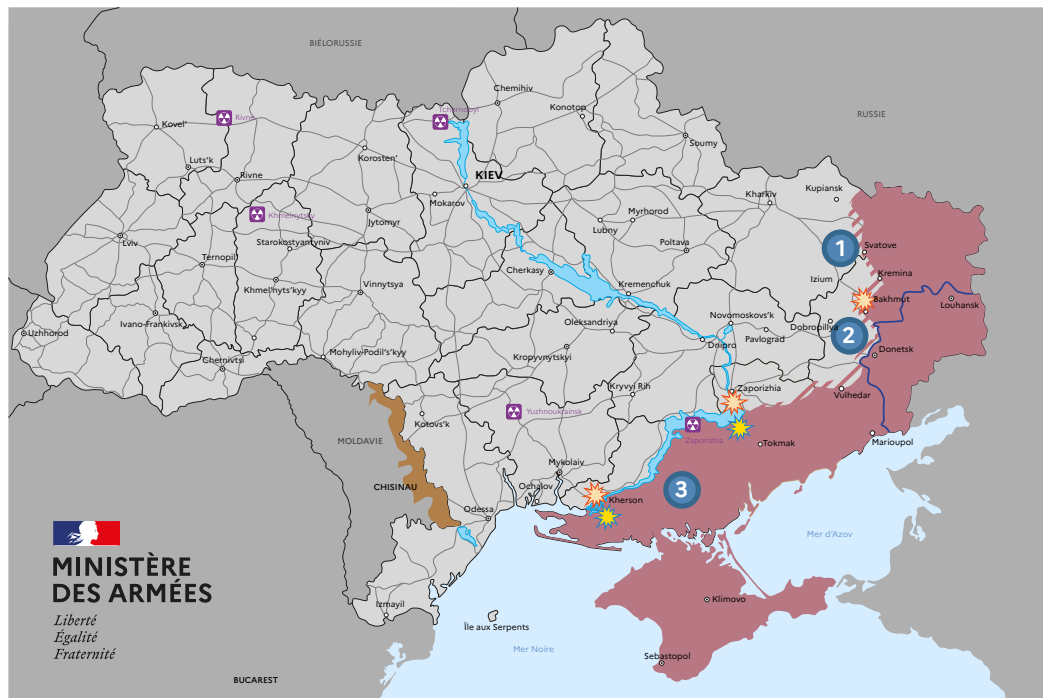 BIÉLORUSSIE
RUSSIE
Chemihiv
Konotop
Tchernobyl
Rivne
Kovel'
Soumy
Korosten'
Luts'k
Rivne
KIEV
Mokarov
Kharkiv
Kupiansk
Khmelnytsky
Jytomyr
Myrhorod
Lubny
Lviv
Starokostyantyniv
Poltava
1
Svatove
Ternopil
Cherkasy
Izium
Kremina
Khmel'nyts'kyy
Vinnytsya
Kremenchuk
Bakhmut
Louhansk
Ivano-Frankivsk
Oleksandriya
Novomoskovs'k
Dobropillya
Uzhhorod
Pavlograd
2
Dnipro
Mohyliv-Podil's'kyy
Kropyvnytskyi
Donetsk
Chernivtsi
Kryvyi Rih
Zaporizhia
Vulhedar
Yuzhnoukrainsk
Kotovs'k
MOLDAVIE
Zaporizhia
Tokmak
Marioupol
Mykolaiv
CHISINAU
Ochalov
3
Kherson
Odessa
Mer d'Azov
MINISTÈRE
DES ARMÉES
Liberté
Égalité
Fraternité
Izmayil
Klimovo
Île aux Serpents
Mer Noire
Sebastopol
BUCAREST